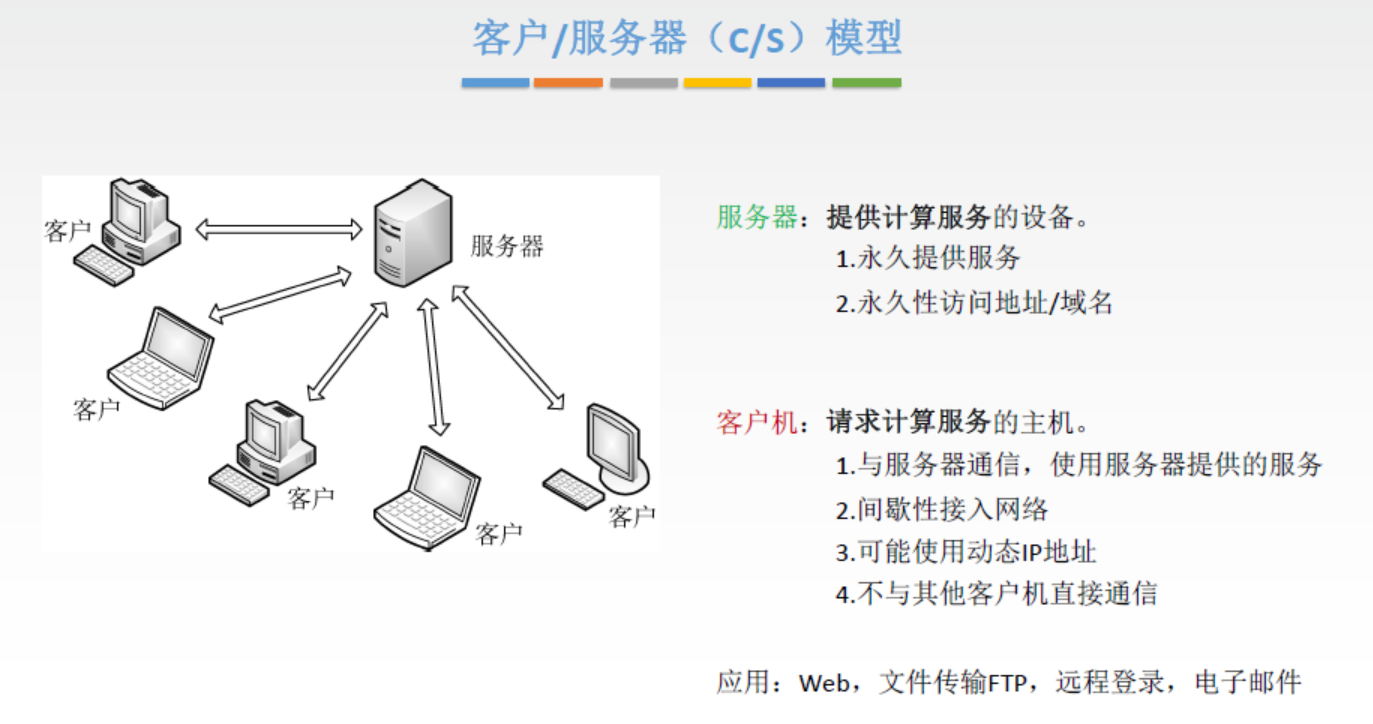 客户/服务器（C/S）模型
客户
服务器
客户
客户
客户
客户
服务器：提供计算服务的设备。
1.永久提供服务
2.永久性访问地址/域名
客户机：请求计算服务的主机。
1.与服务器通信，使用服务器提供的服务
2.间歇性接入网络
3.可能使用动态IP地址
4.不与其他客户机直接通信
应用：Web，文件传输FTP，远程登录，电子邮件